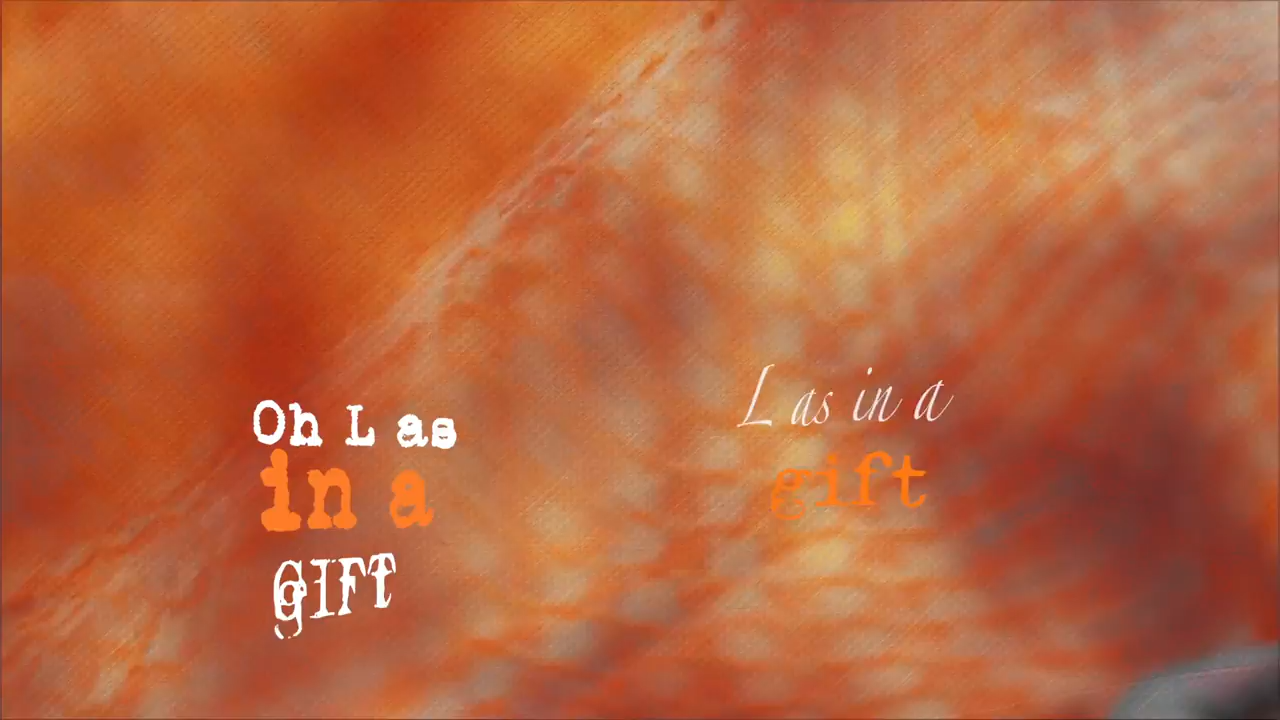 Oh L as
in a
GIFT
L as in a
gift